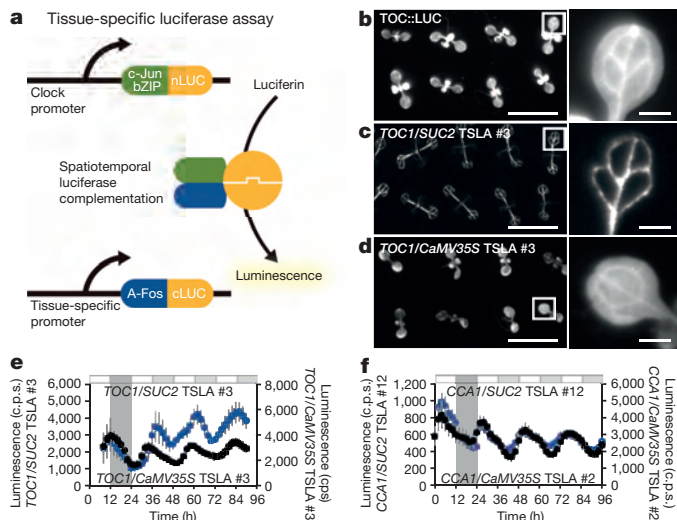 a Tissue-specific luciferase assay
c-Jun
bZIP
nLUC
Clock
promoter
Luciferin
Spatiotemporal
luciferase
complementation
Luminescence
A-Fos
cLUC
Tissue-specific
promoter
b
TOC::LUC
c
TOC1/SUC2 TSLA #3
d
TOC1/CaMV35S TSLA #3
e
Luminescence (c.p.s.)
TOC1/SUC2 TSLA #3
6,000
5,000
4,000
3,000
2,000
1,000
0
TOC1/SUC2 TSLA #3
TOC1/CaMV35S TSLA #3
8,000
6,000
4,000
2,000
0
Luminescence (cps)
TOC1/CaMV35S TSLA #3
0 12 24 36 48 60 72 84 96
Time (h)
f
Luminescence (c.p.s.)
CCA1/SUC2 TSLA #12
1,200
1,000
800
600
400
200
0
CCA1/SUC2 TSLA #12
CCA1/CaMV35S TSLA #2
6,000
5,000
4,000
3,000
2,000
1,000
0
Luminescence (c.p.s.)
CCA1/CaMV35S TSLA #2
0 12 24 36 48 60 72 84 96
Time (h)